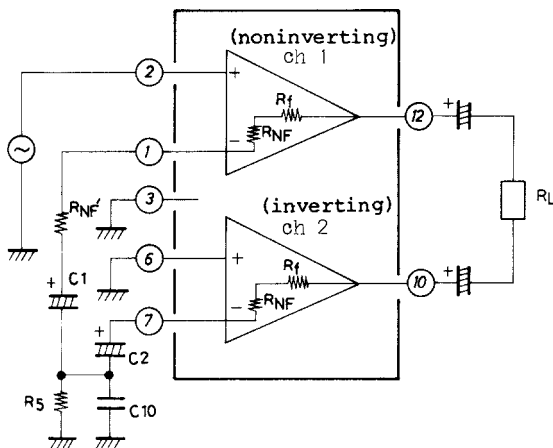 (noninverting)
ch 1
2
+
Rf
12
+
RNF
1
−
~
RNF'
3
RL
(inverting)
ch 2
6
+
Rf
10
+
+
C1
RNF
7
−
+
C2
R5
C10